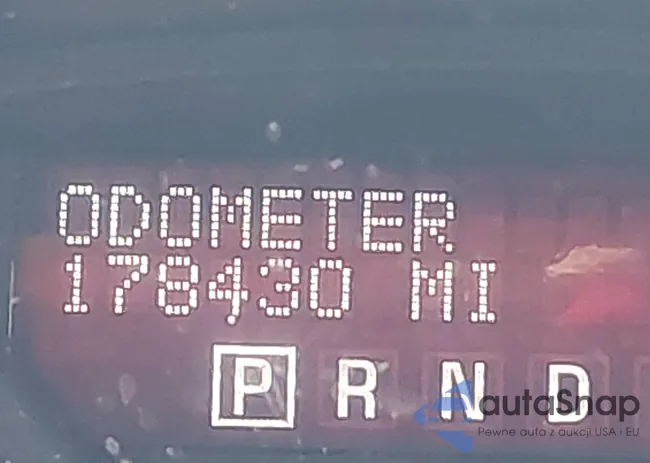 ODOMETER
178430 MI
P R N D
autoSnap
Pewne auta z aukcji USA i EU